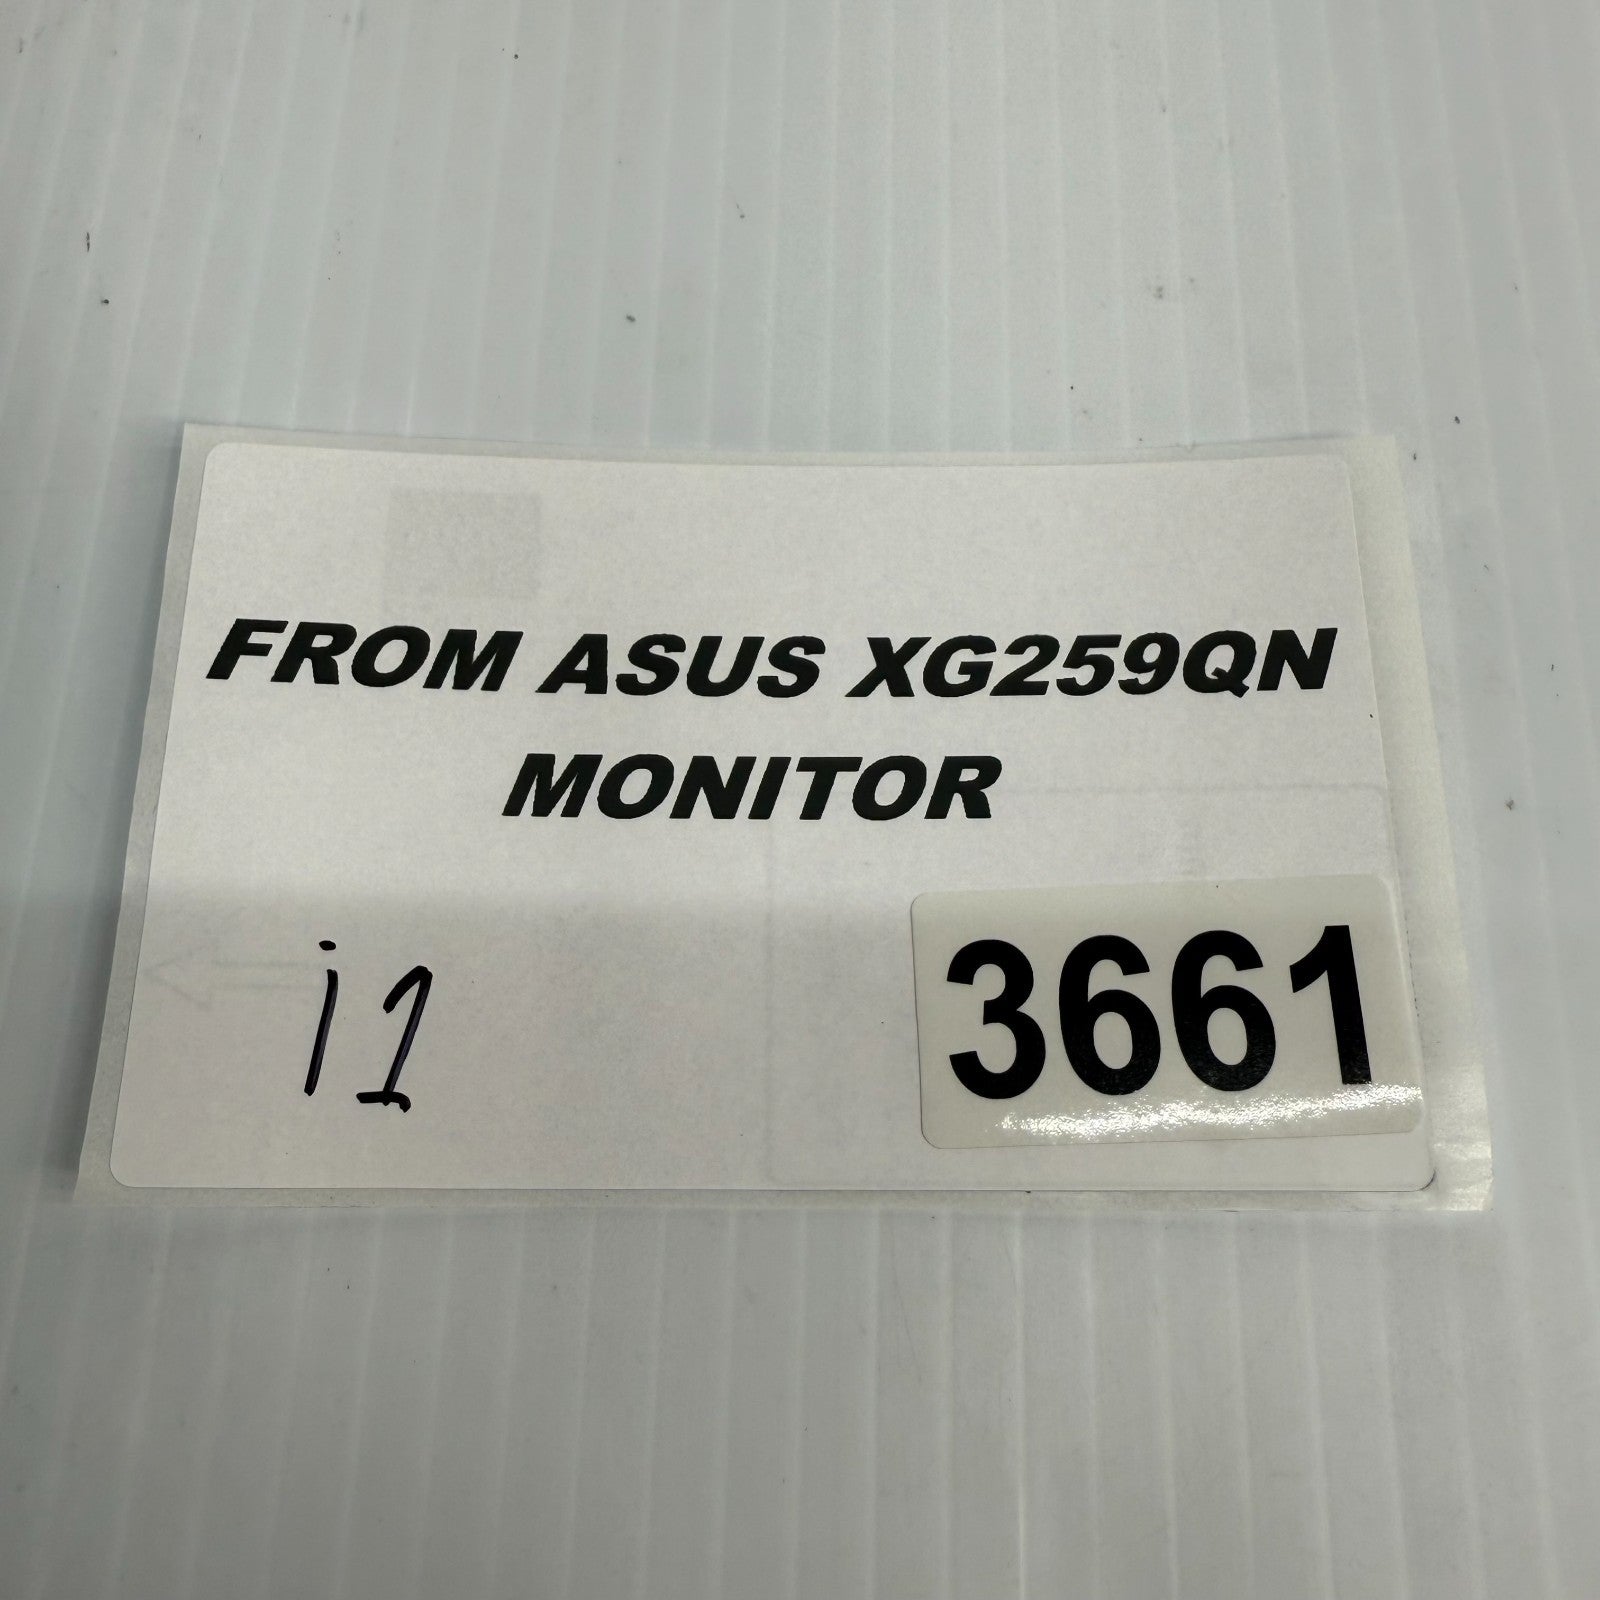 FROM ASUS XG259QN
MONITOR
i1
3661